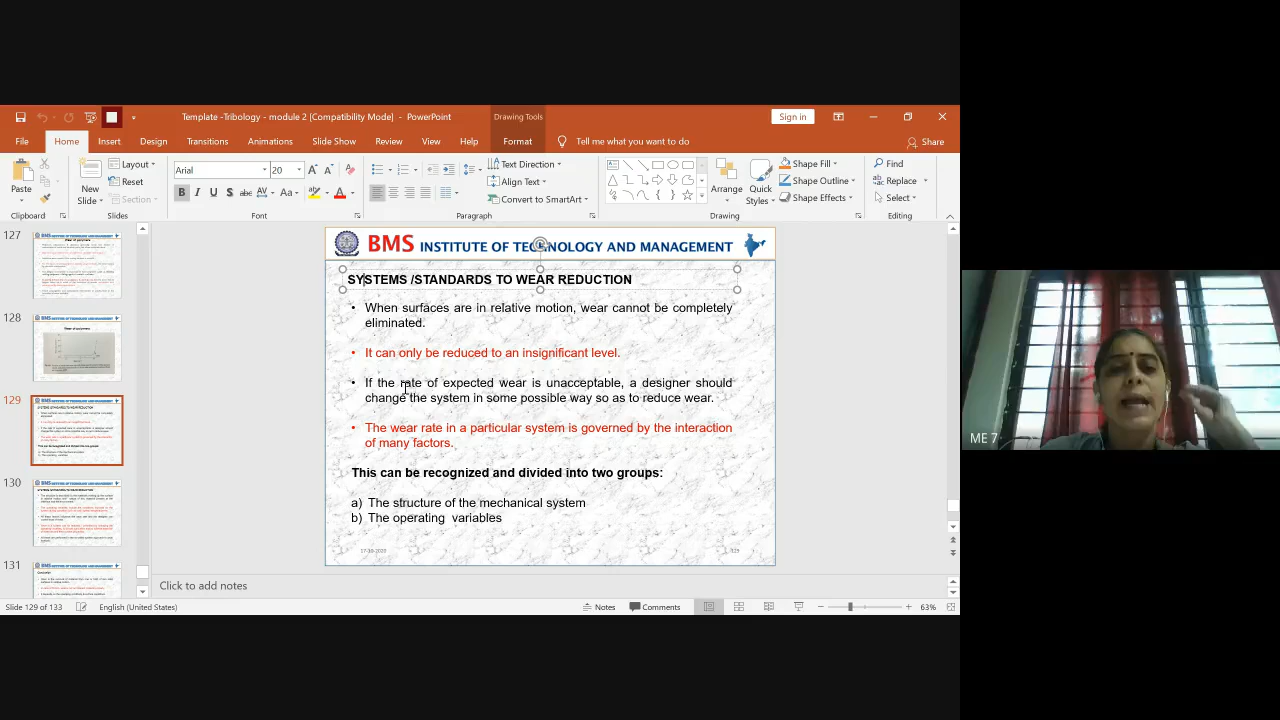 Template -Tribology - module 2 [Compatibility Mode] - PowerPoint
Drawing Tools
Sign in
File Home Insert Design Transitions Animations Slide Show Review View Help Format Tell me what you want to do Share
Paste
New Slide
Layout
Reset
Section
Arial 20
Text Direction
Align Text
Convert to SmartArt
Arrange
Quick Styles
Shape Fill
Shape Outline
Shape Effects
Find
Replace
Select
Clipboard Slides Font Paragraph Drawing Editing
127
128
129
130
131
BMS INSTITUTE OF TECHNOLOGY AND MANAGEMENT
SYSTEMS /STANDARDS TO WEAR REDUCTION
• When surfaces are in relative motion, wear cannot be completely
eliminated.
• It can only be reduced to an insignificant level.
• If the rate of expected wear is unacceptable, a designer should
change the system in some possible way so as to reduce wear.
• The wear rate in a sliding system is governed by the interaction
of many factors.
This can be recognized and divided into two groups:
a) The structure of the mechanical system
b) The operating variables
17-10-2020 129
ME 7
Click to add notes
Slide 129 of 133 English (United States) Notes Comments 63%